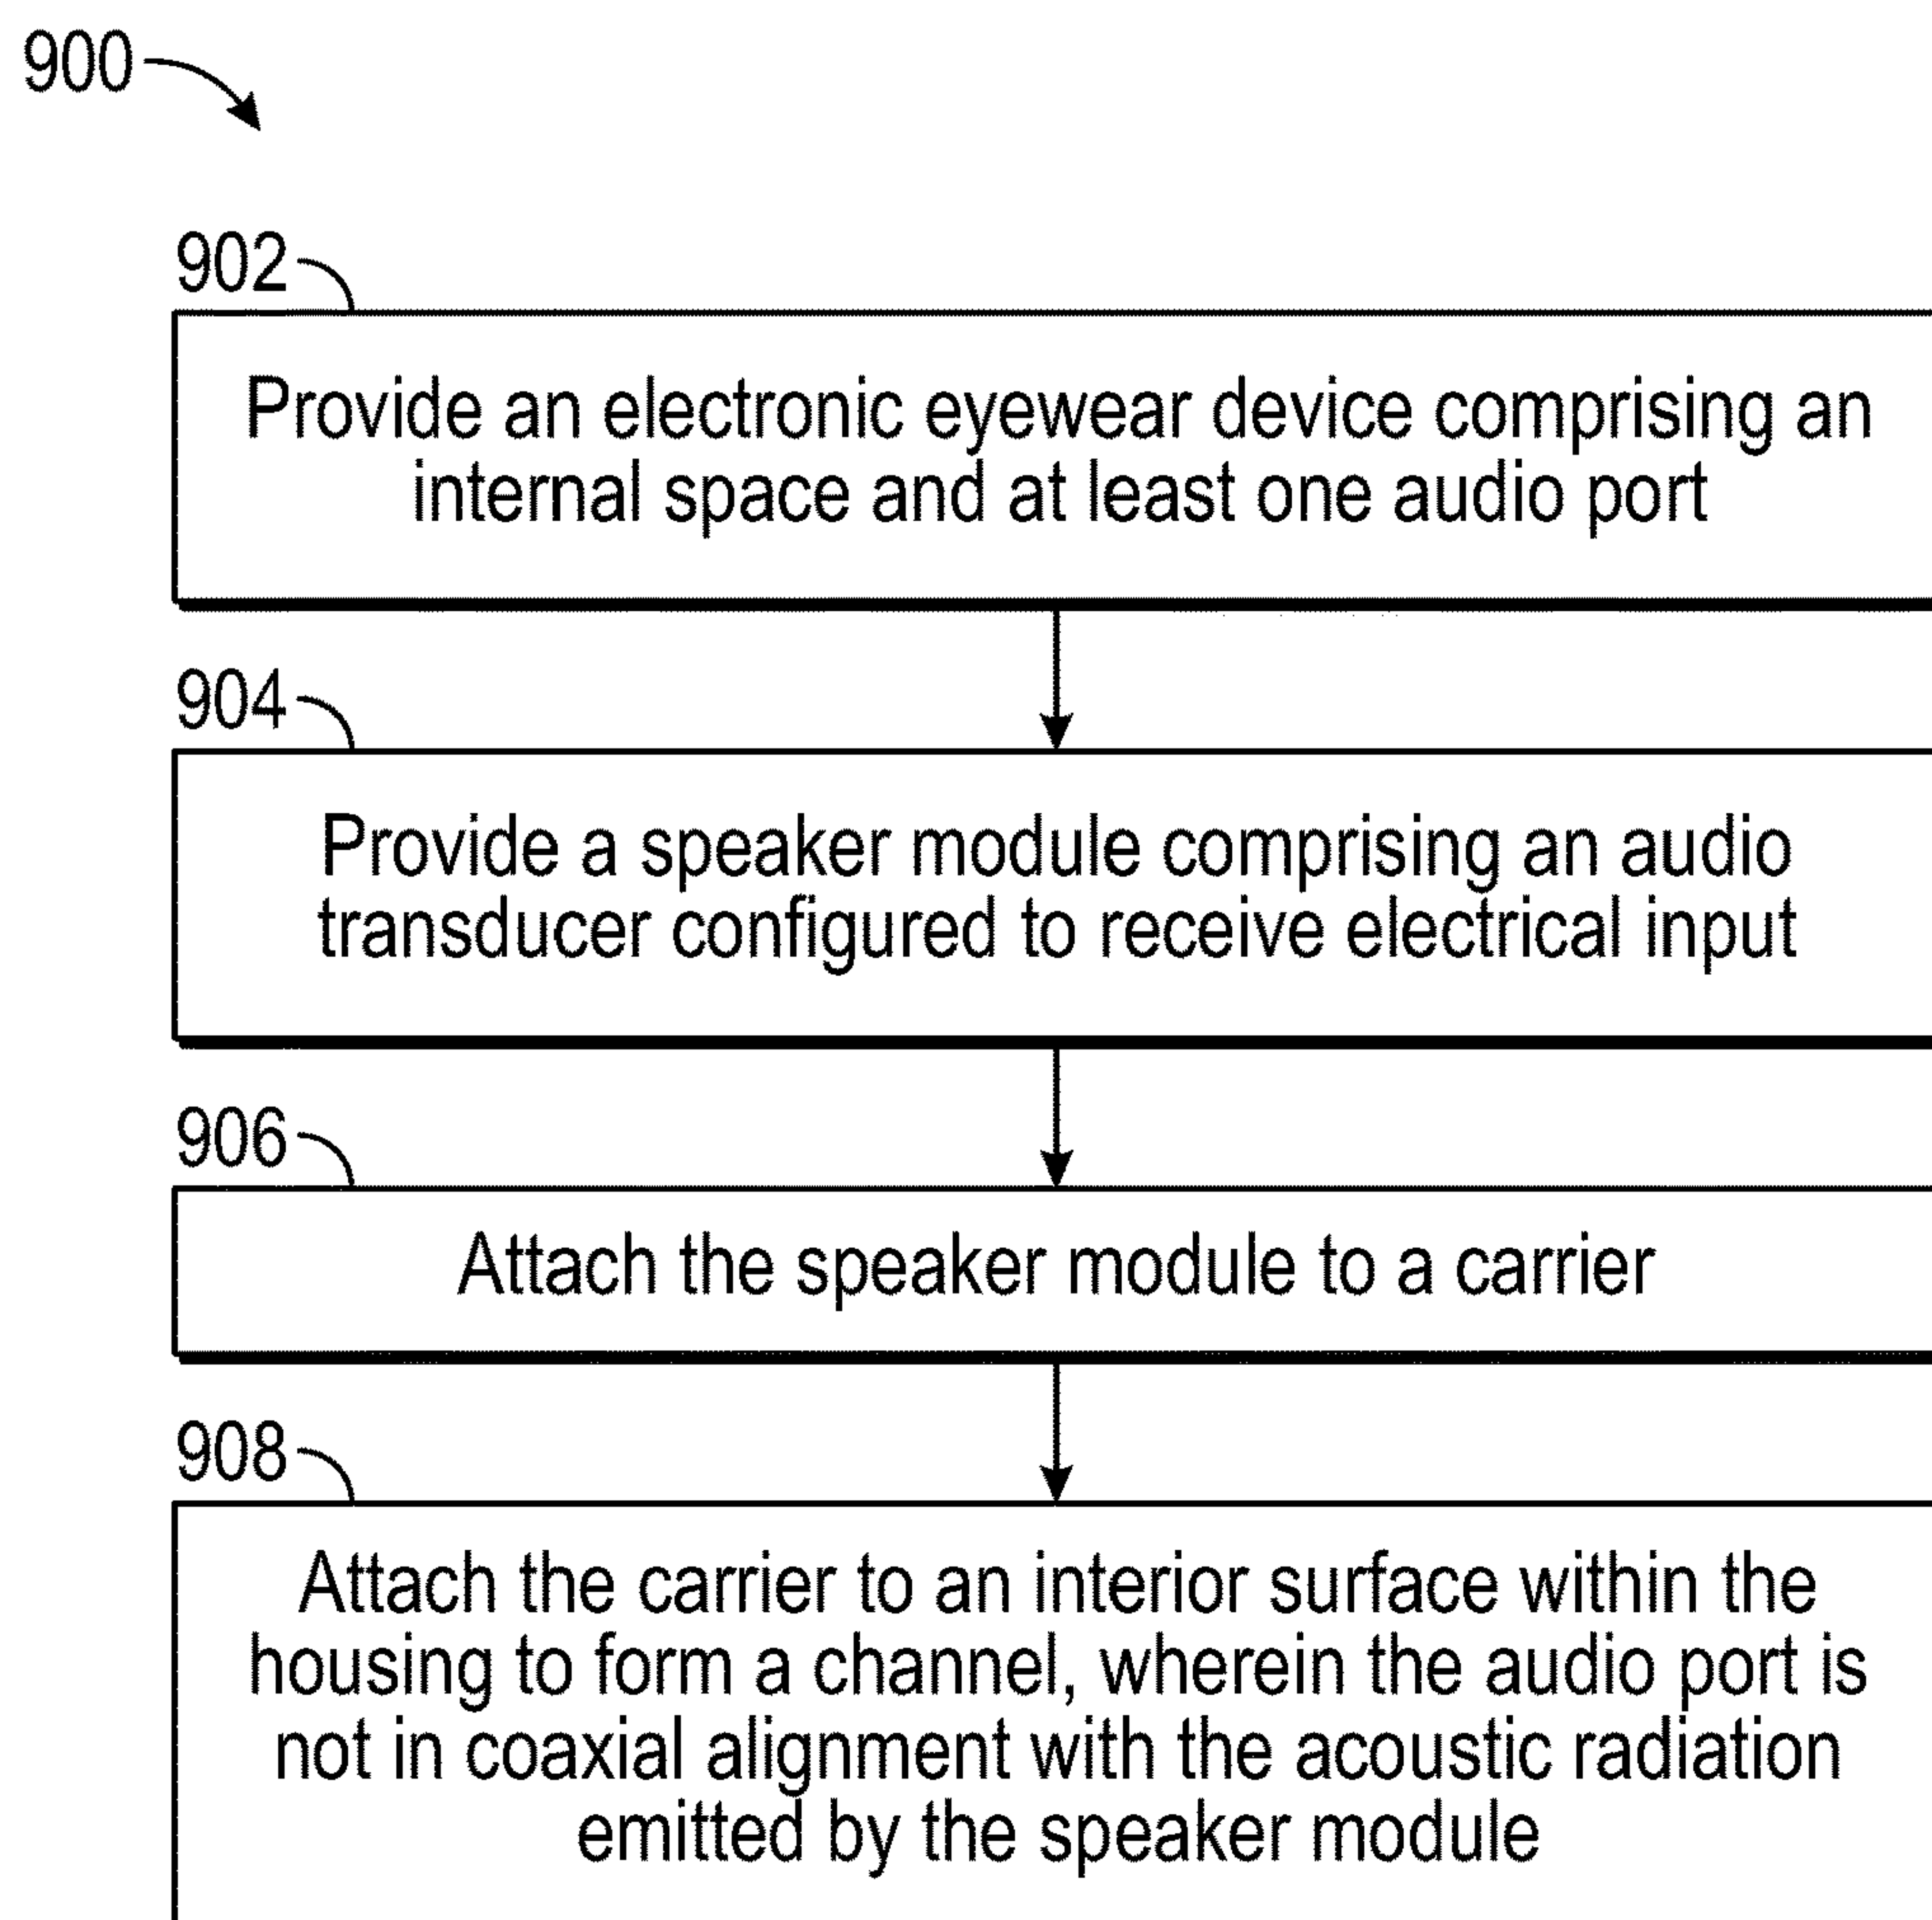 900
902
Provide an electronic eyewear device comprising an
internal space and at least one audio port
904
Provide a speaker module comprising an audio
transducer configured to receive electrical input
906
Attach the speaker module to a carrier
908
Attach the carrier to an interior surface within the
housing to form a channel, wherein the audio port is
not in coaxial alignment with the acoustic radiation
emitted by the speaker module